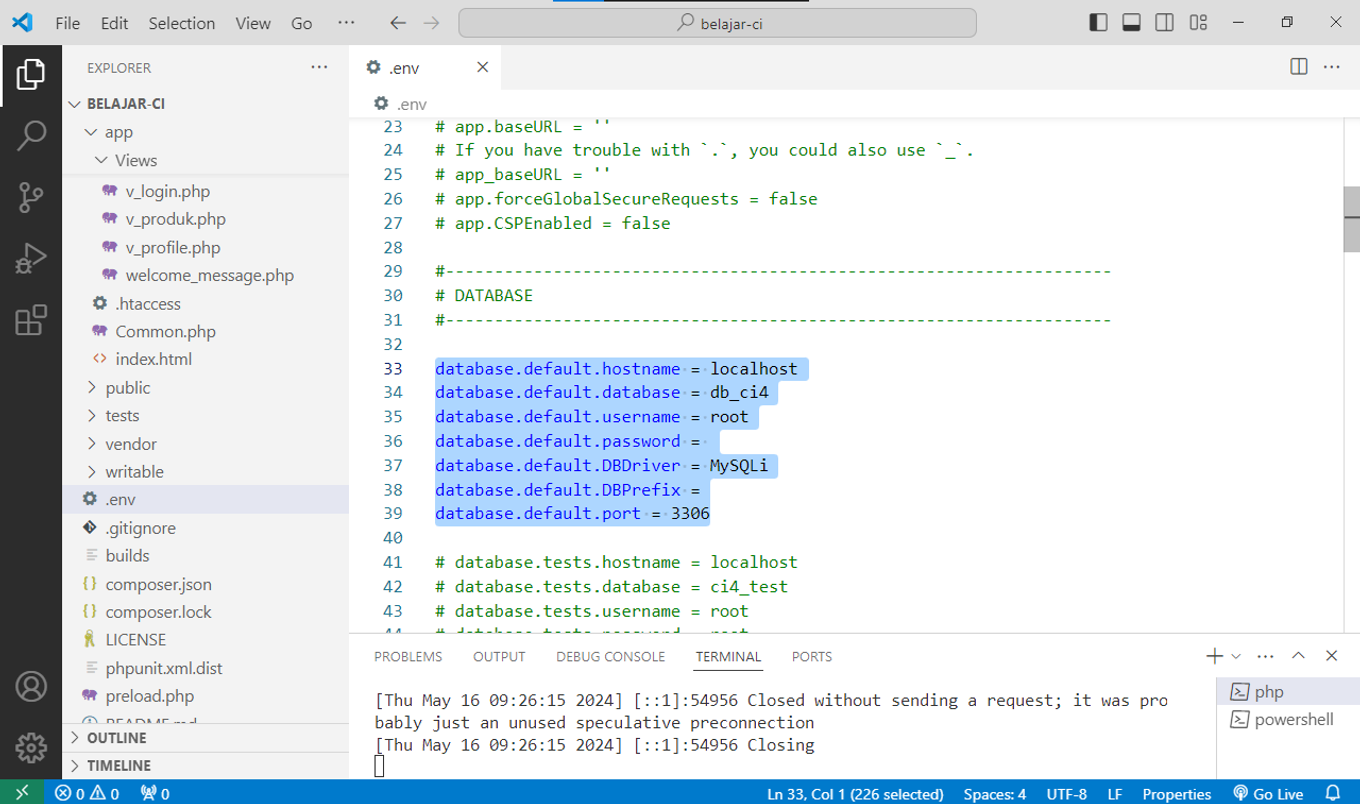 File Edit Selection View Go ··· belajar-ci
EXPLORER ···
BELAJAR-CI
app
Views
v_login.php
v_produk.php
v_profile.php
welcome_message.php
.htaccess
Common.php
index.html
public
tests
vendor
writable
.env
.gitignore
builds
composer.json
composer.lock
LICENSE
phpunit.xml.dist
preload.php
README.md
OUTLINE
TIMELINE
.env
.env
23 # app.baseURL = ''
24 # If you have trouble with `.`, you could also use `_`.
25 # app_baseURL = ''
26 # app.forceGlobalSecureRequests = false
27 # app.CSPEnabled = false
28
29 #--------------------------------------------------------------------
30 # DATABASE
31 #--------------------------------------------------------------------
32
33 database.default.hostname = localhost
34 database.default.database = db_ci4
35 database.default.username = root
36 database.default.password =
37 database.default.DBDriver = MySQLi
38 database.default.DBPrefix =
39 database.default.port = 3306
40
41 # database.tests.hostname = localhost
42 # database.tests.database = ci4_test
43 # database.tests.username = root
44 # database.tests.password = root
PROBLEMS OUTPUT DEBUG CONSOLE TERMINAL PORTS
[Thu May 16 09:26:15 2024] [::1]:54956 Closed without sending a request; it was pro
bably just an unused speculative preconnection
[Thu May 16 09:26:15 2024] [::1]:54956 Closing
php
powershell
0 0 0 Ln 33, Col 1 (226 selected) Spaces: 4 UTF-8 LF Properties Go Live